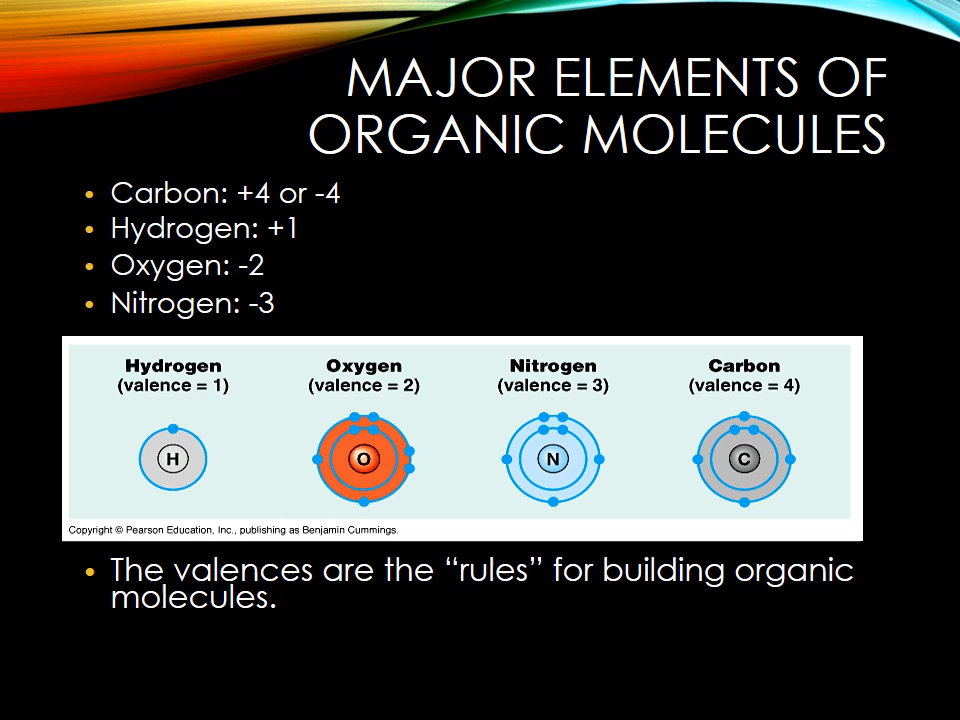 MAJOR ELEMENTS OF
ORGANIC MOLECULES
• Carbon: +4 or -4
• Hydrogen: +1
• Oxygen: -2
• Nitrogen: -3
Hydrogen Oxygen Nitrogen Carbon
(valence = 1) (valence = 2) (valence = 3) (valence = 4)
H O N C
Copyright © Pearson Education, Inc., publishing as Benjamin Cummings.
• The valences are the “rules” for building organic
molecules.